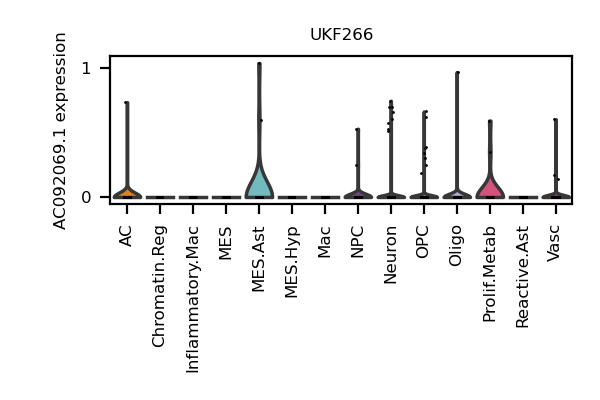 UKF266
AC092069.1 expression
1
0
AC
Chromatin.Reg
Inflammatory.Mac
MES
MES.Ast
MES.Hyp
Mac
NPC
Neuron
OPC
Oligo
Prolif.Metab
Reactive.Ast
Vasc